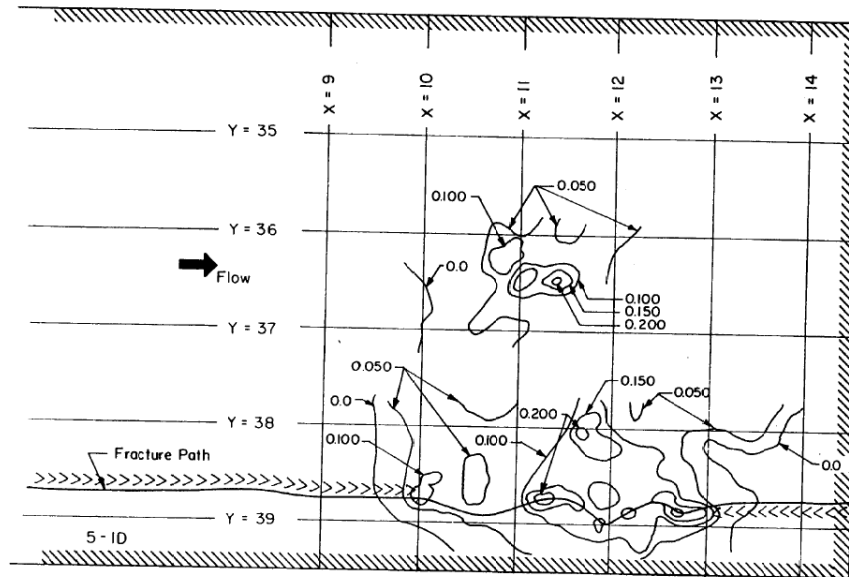 X = 9
X = 10
X = 11
X = 12
X = 13
X = 14
Y = 35
0.050
0.100
Y = 36
0.0
Flow
0.100
0.150
0.200
Y = 37
0.050
0.150
0.050
0.0
0.200
Y = 38
0.100
0.100
0.0
Fracture Path
Y = 39
5 - 1D